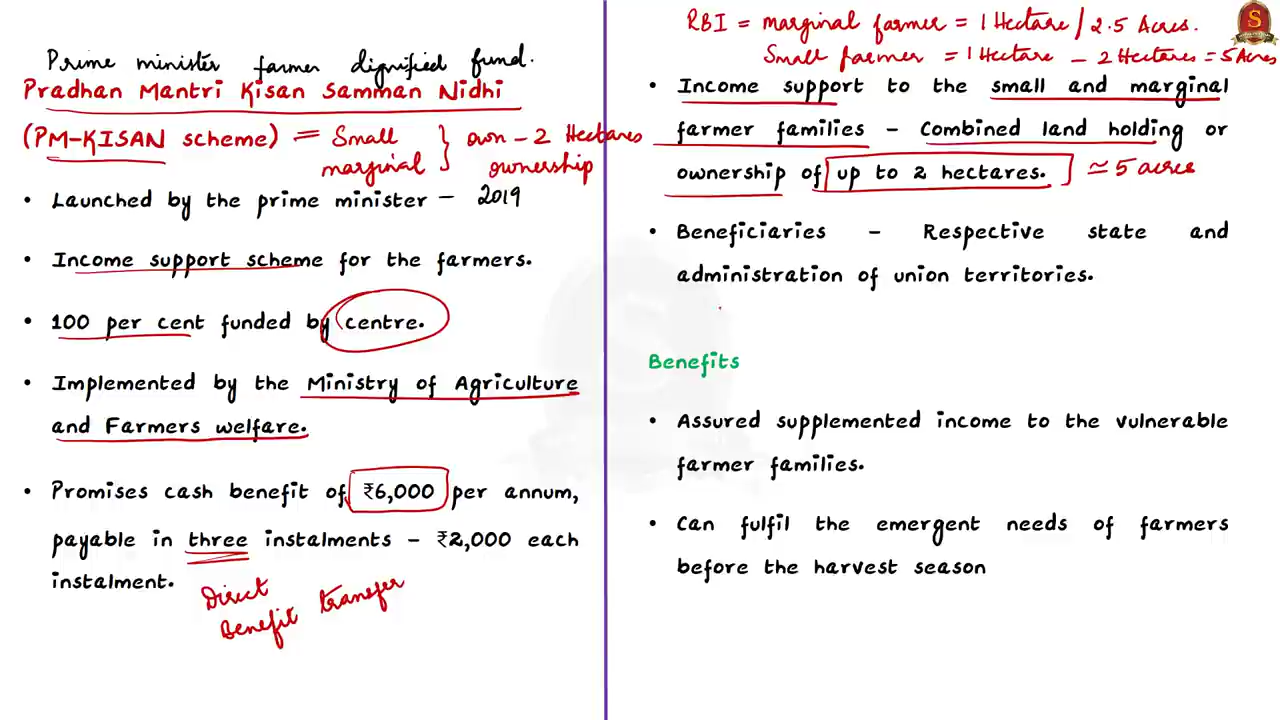 Prime minister farmer dignified fund.
Pradhan Mantri Kisan Samman Nidhi
(PM-KISAN scheme) = Small marginal } own - 2 Hectares ownership
• Launched by the prime minister - 2019
• Income support scheme for the farmers.
• 100 per cent funded by centre.
• Implemented by the Ministry of Agriculture
and Farmers welfare.
• Promises cash benefit of ₹6,000 per annum,
payable in three instalments - ₹2,000 each
instalment.
Direct
Benefit transfer
RBI = marginal farmer = 1 Hectare / 2.5 Acres.
Small farmer = 1 Hectare - 2 Hectares = 5 Acres
• Income support to the small and marginal
farmer families - Combined land holding or
ownership of up to 2 hectares. ] ≃ 5 acres
• Beneficiaries - Respective state and
administration of union territories.
Benefits
• Assured supplemented income to the vulnerable
farmer families.
• Can fulfil the emergent needs of farmers
before the harvest season
S